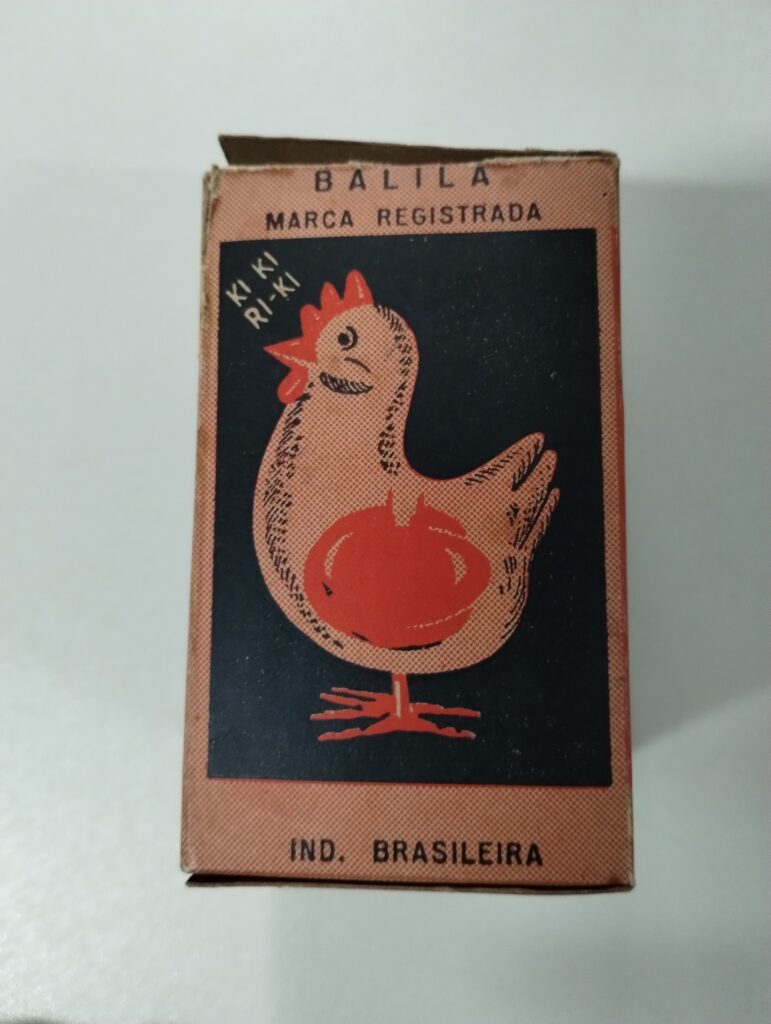 BALILA
MARCA REGISTRADA
KI KI
RI-KI
IND. BRASILEIRA